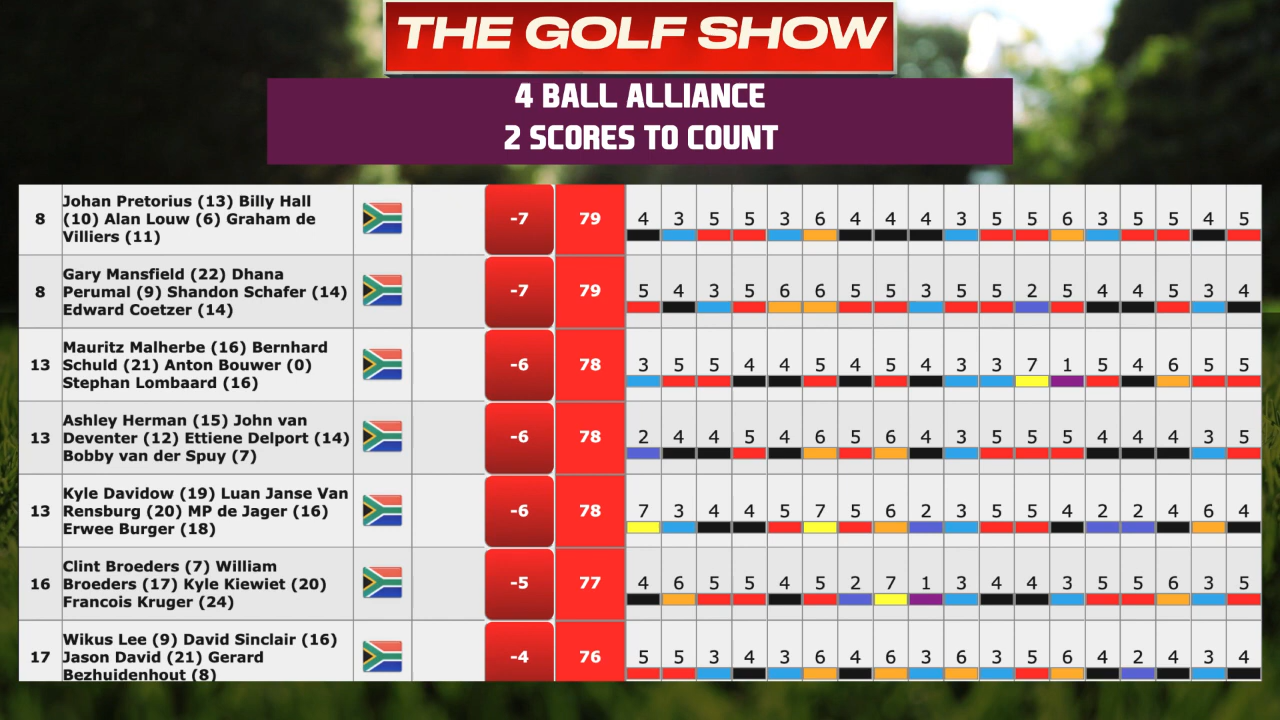 THE GOLF SHOW
4 BALL ALLIANCE
2 SCORES TO COUNT
8 Johan Pretorius (13) Billy Hall (10) Alan Louw (6) Graham de Villiers (11) -7 79 4 3 5 5 3 6 4 4 4 3 5 5 6 3 5 5 4 5
8 Gary Mansfield (22) Dhana Perumal (9) Shandon Schafer (14) Edward Coetzer (14) -7 79 5 4 3 5 6 6 5 5 3 5 5 2 5 4 4 5 3 4
13 Mauritz Malherbe (16) Bernhard Schuld (21) Anton Bouwer (0) Stephan Lombaard (16) -6 78 3 5 5 4 4 5 4 5 4 3 3 7 1 5 4 6 5 5
13 Ashley Herman (15) John van Deventer (12) Ettiene Delport (14) Bobby van der Spuy (7) -6 78 2 4 4 5 4 6 5 6 4 3 5 5 5 4 4 4 3 5
13 Kyle Davidow (19) Luan Janse Van Rensburg (20) MP de Jager (16) Erwee Burger (18) -6 78 7 3 4 4 5 7 5 6 2 3 5 5 4 2 2 4 6 4
16 Clint Broeders (7) William Broeders (17) Kyle Kiewiet (20) Francois Kruger (24) -5 77 4 6 5 5 4 5 2 7 1 3 4 4 3 5 5 6 3 5
17 Wikus Lee (9) David Sinclair (16) Jason David (21) Gerard Bezhuidenhout (8) -4 76 5 5 3 4 3 6 4 6 3 6 3 5 6 4 2 4 3 4